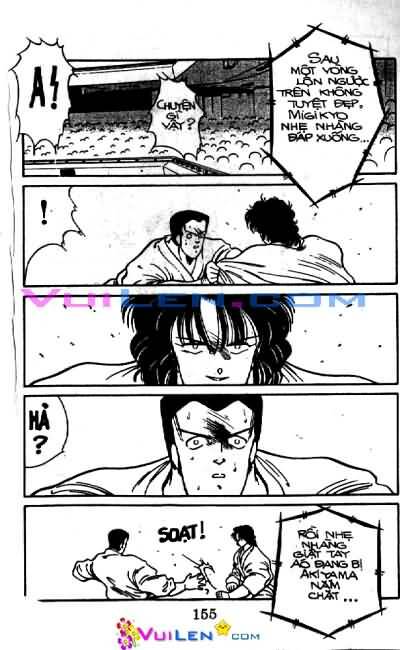 SAU
MỘT VÒNG
LỘN NGƯỢC
TRÊN KHÔNG
TUYỆT ĐẸP,
MIGIKYO
NHẸ NHÀNG
ĐÁP XUỐNG...
A!
CHUYỆN
GÌ
VẬY?
!
VuiLen.com
HẢ
?
SOẠT!
RỒI NHẸ
NHÀNG
GIẬT TAY
ÁO ĐANG BỊ
AKIYAMA
NẮM
CHẶT...
155
VuiLen.com